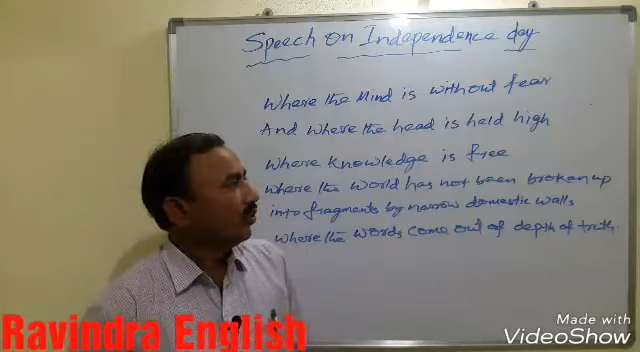 Speech on Independence day
Where the Mind is without fear
And where the head is held high
Where knowledge is free
Where the World has not been broken up
into fragments by narrow domestic walls
Where the words come out of depth of truth.
Ravindra English
Made with
VideoShow